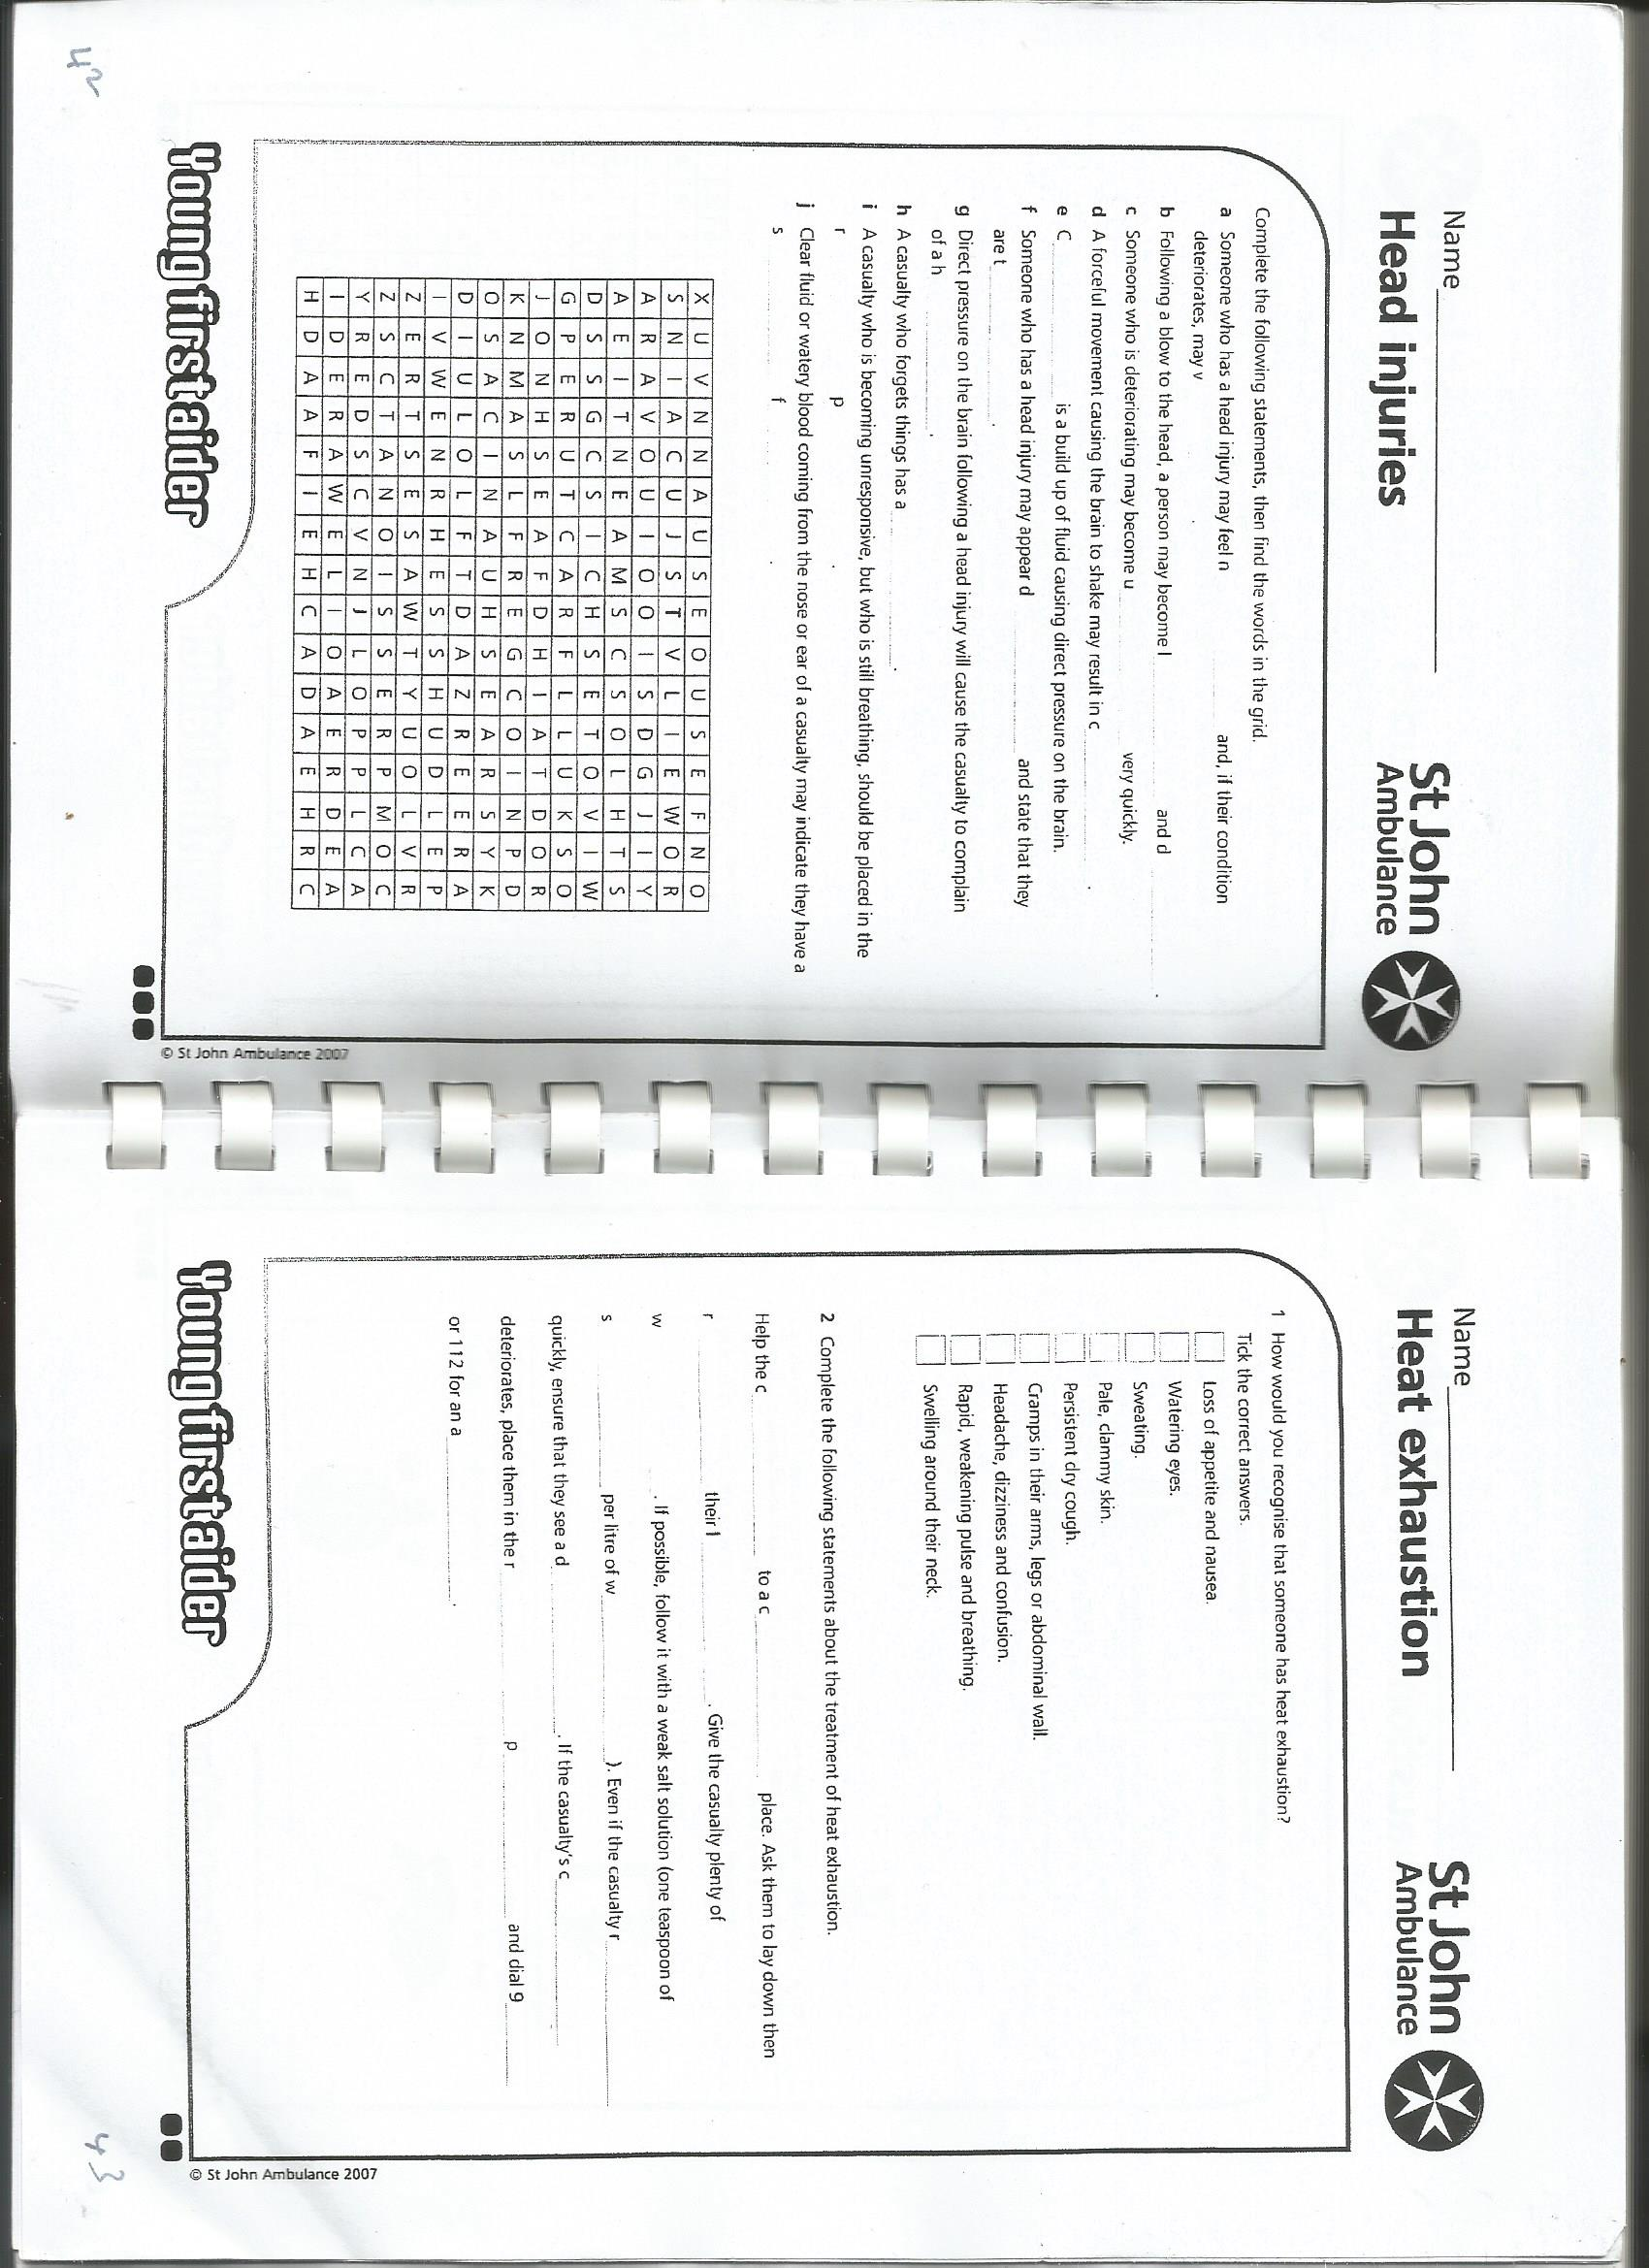 Name
Head injuries
St John
Ambulance
Complete the following statements, then find the words in the grid.
a Someone who has a head injury may feel n and, if their condition
deteriorates, may v .
b Following a blow to the head, a person may become l and d .
c Someone who is deteriorating may become u very quickly.
d A forceful movement causing the brain to shake may result in c .
e C is a build up of fluid causing direct pressure on the brain.
f Someone who has a head injury may appear d and state that they
are t .
g Direct pressure on the brain following a head injury will cause the casualty to complain
of a h .
h A casualty who forgets things has a .
i A casualty who is becoming unresponsive, but who is still breathing, should be placed in the
r p .
j Clear fluid or watery blood coming from the nose or ear of a casualty may indicate they have a
s f .
X U V N N A U S E O U S E F N O
S N I A C U J S T V L I E W O R
A R A V O U I O O I S D G J I Y
A E I T N E A M S C S O L H T S
D S S G C S I C H S E T O V I W
G P E R U T C A R F L L U K S O
J O N H S E A F D H I A T D O R
K N M A S L F R E G C O I N P D
O S A C I N A U H S E A R S Y K
D I U L O L F T D A Z R E E R A
I V W E N R H E S S H U D L E P
Z E R T S E S A W T Y U O L V R
Z S C T A N O I S S E R P M O C
Y R E D S C V N J L O P P L C A
I D E R A W E L I O A E R D E A
H D A A F I E H C A D A E H R C
Young first aider
© St John Ambulance 2007
42
Name
Heat exhaustion
St John
Ambulance
1 How would you recognise that someone has heat exhaustion?
Tick the correct answers.
Loss of appetite and nausea.
Watering eyes.
Sweating.
Pale, clammy skin.
Persistent dry cough.
Cramps in their arms, legs or abdominal wall.
Headache, dizziness and confusion.
Rapid, weakening pulse and breathing.
Swelling around their neck.
2 Complete the following statements about the treatment of heat exhaustion.
Help the c to a c place. Ask them to lay down then
r their l . Give the casualty plenty of
w . If possible, follow it with a weak salt solution (one teaspoon of
s per litre of w ). Even if the casualty r
quickly, ensure that they see a d . If the casualty's c
deteriorates, place them in the r p and dial 9
or 112 for an a .
Young first aider
© St John Ambulance 2007
43